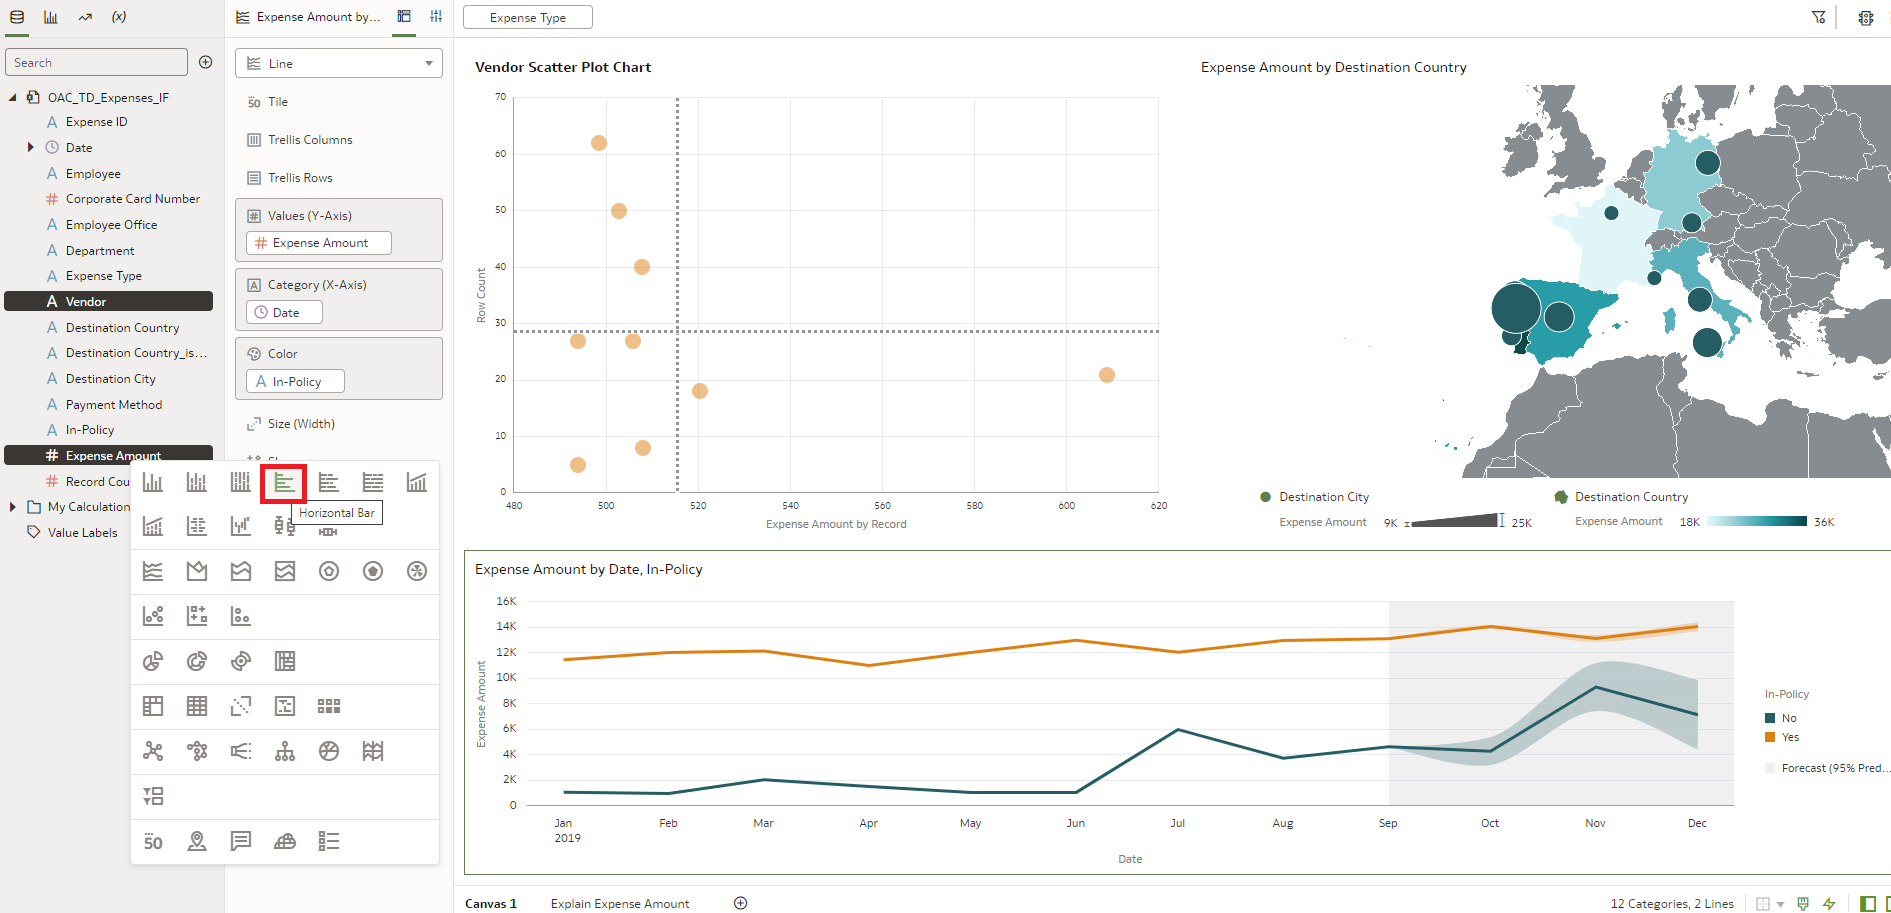 (x)
Search
OAC_TD_Expenses_IF
A Expense ID
Date
A Employee
# Corporate Card Number
A Employee Office
A Department
A Expense Type
A Vendor
A Destination Country
A Destination Country_is...
A Destination City
A Payment Method
A In-Policy
# Expense Amount
# Record Cou
My Calculation
Value Labels
Expense Amount by...
Line
50 Tile
Trellis Columns
Trellis Rows
# Values (Y-Axis)
# Expense Amount
A Category (X-Axis)
Date
Color
A In-Policy
Size (Width)
Horizontal Bar
50
Expense Type
Vendor Scatter Plot Chart
70
60
50
40
30
20
10
0
Row Count
480
500
520
540
560
580
600
620
Expense Amount by Record
Expense Amount by Destination Country
Destination City
Expense Amount 9K 25K
Destination Country
Expense Amount 18K 36K
Expense Amount by Date, In-Policy
16K
14K
12K
10K
8K
6K
4K
2K
0
Expense Amount
Jan
2019
Feb
Mar
Apr
May
Jun
Jul
Aug
Sep
Oct
Nov
Dec
Date
In-Policy
No
Yes
Forecast (95% Pred...
Canvas 1
Explain Expense Amount
12 Categories, 2 Lines